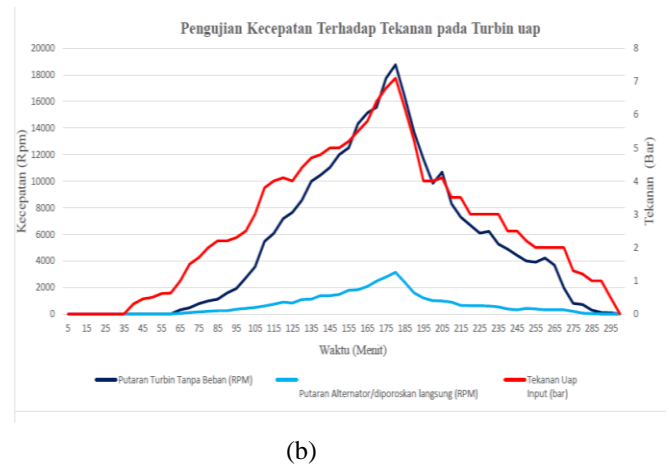 Pengujian Kecepatan Terhadap Tekanan pada Turbin uap
20000
18000
16000
14000
12000
10000
8000
6000
4000
2000
0
Kecepatan (Rpm)
8
7
6
5
4
3
2
1
0
Tekanan (Bar)
5 15 25 35 45 55 65 75 85 95 105 115 125 135 145 155 165 175 185 195 205 215 225 235 245 255 265 275 285 295
Waktu (Menit)
Putaran Turbin Tanpa Beban (RPM)
Putaran Alternator/diporoskan langsung (RPM)
Tekanan Uap
Input (bar)
(b)